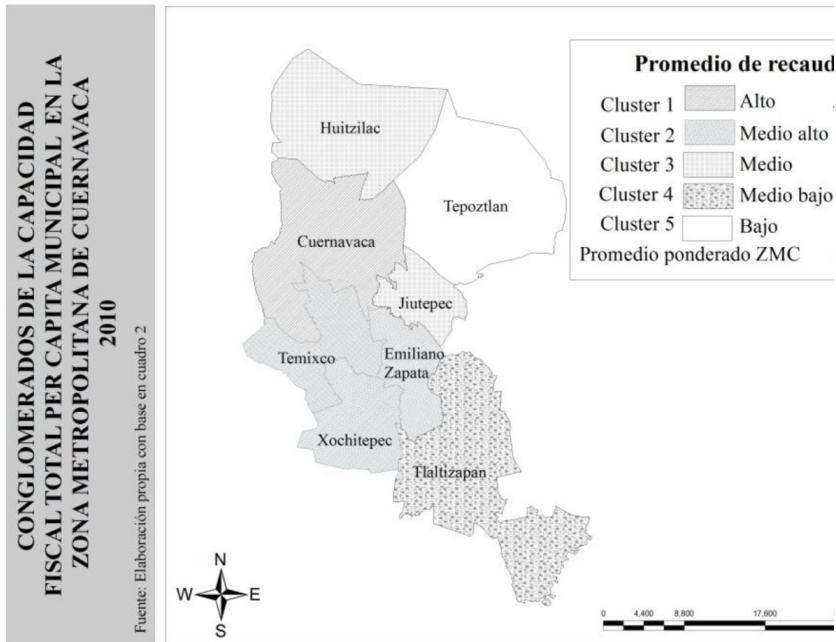 CONGLOMERADOS DE LA CAPACIDAD
FISCAL TOTAL PER CAPITA MUNICIPAL EN LA
ZONA METROPOLITANA DE CUERNAVACA
2010
Fuente: Elaboración propia con base en cuadro 2
Huitzilac
Tepoztlan
Cuernavaca
Jiutepec
Temixco
Emiliano
Zapata
Xochitepec
Tlaltizapan
Promedio de recaud
Cluster 1 Alto
Cluster 2 Medio alto
Cluster 3 Medio
Cluster 4 Medio bajo
Cluster 5 Bajo
Promedio ponderado ZMC
N
W E
S
0 4,400 8,800 17,600